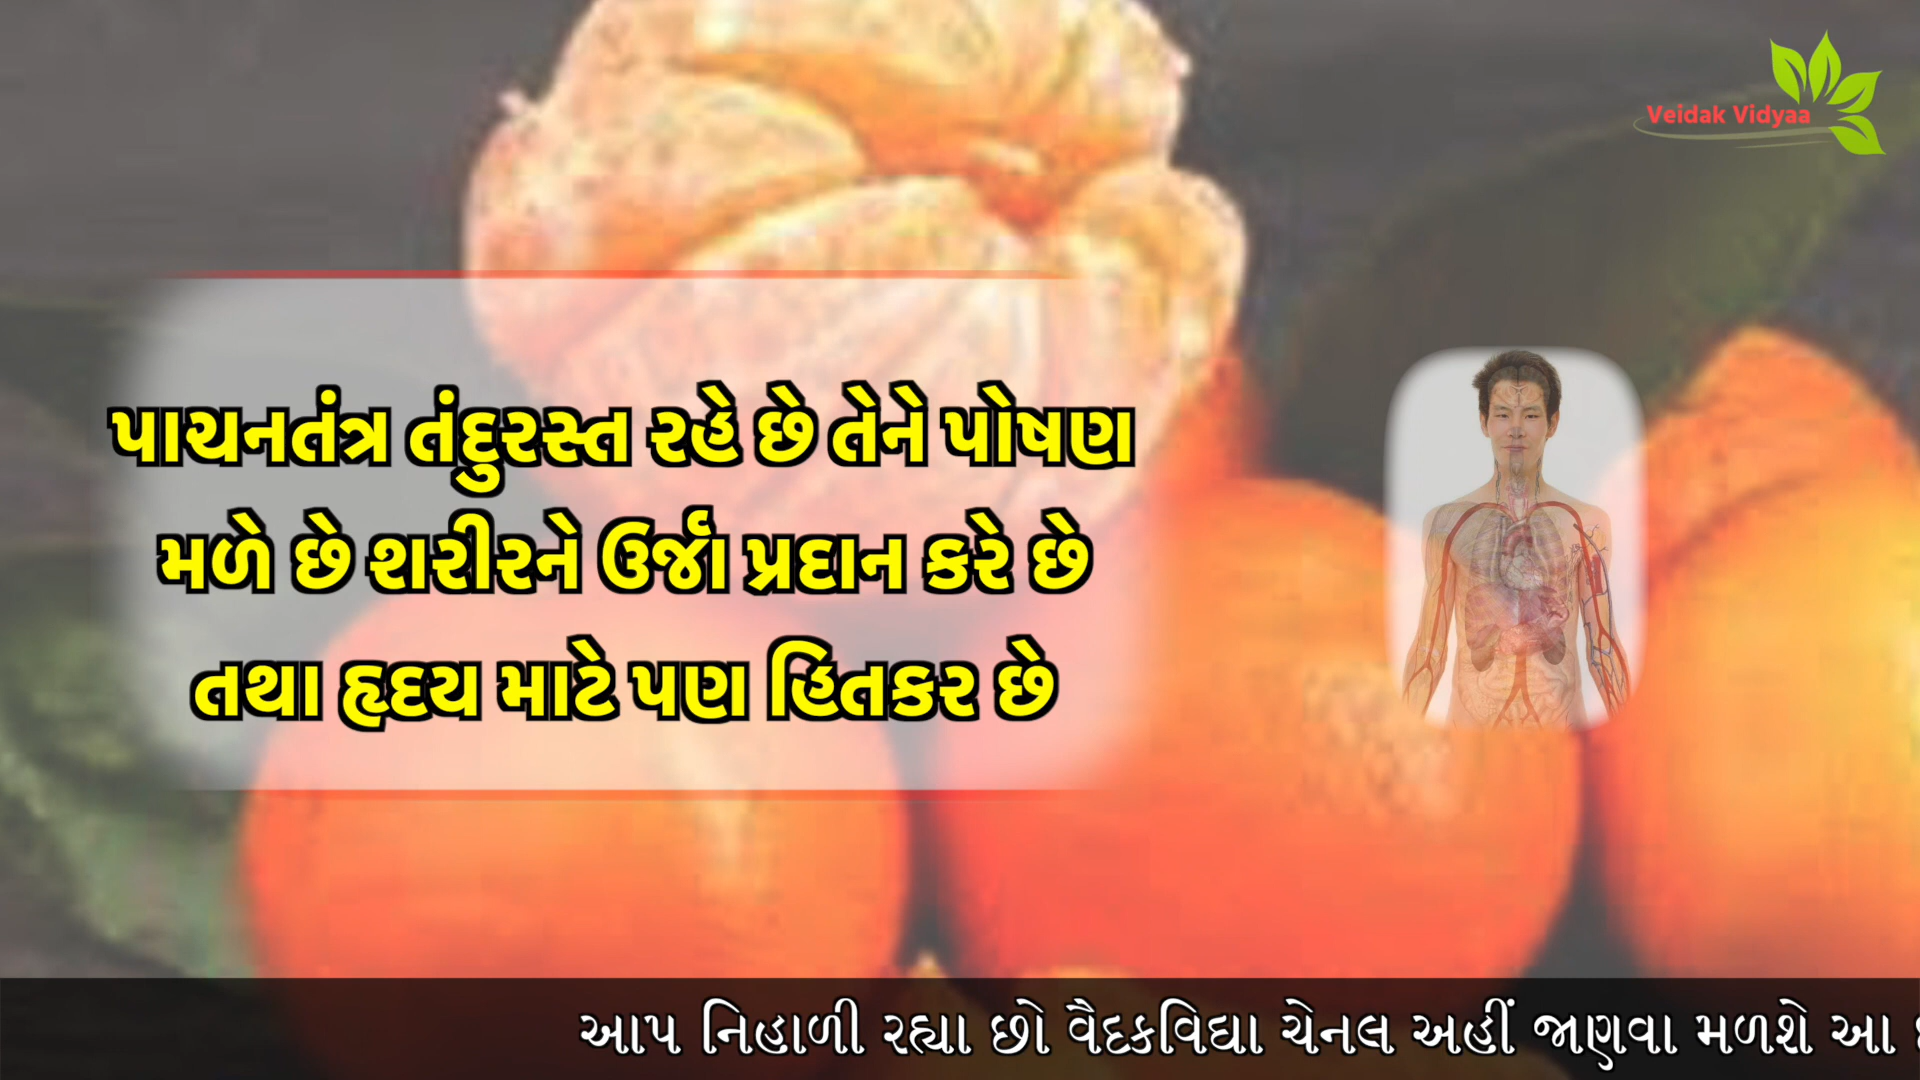 Veidak Vidyaa
પાચનતંત્ર તંદુરસ્ત રહે છે તેને પોષણ
મળે છે શરીરને ઉર્જાં પ્રદાન કરે છે
તથા હૃદય માટે પણ હિતકર છે
આપ નિહાળી રહ્યા છો વૈદકવિદ્યા ચેનલ અહીં જાણવા મળશે આ